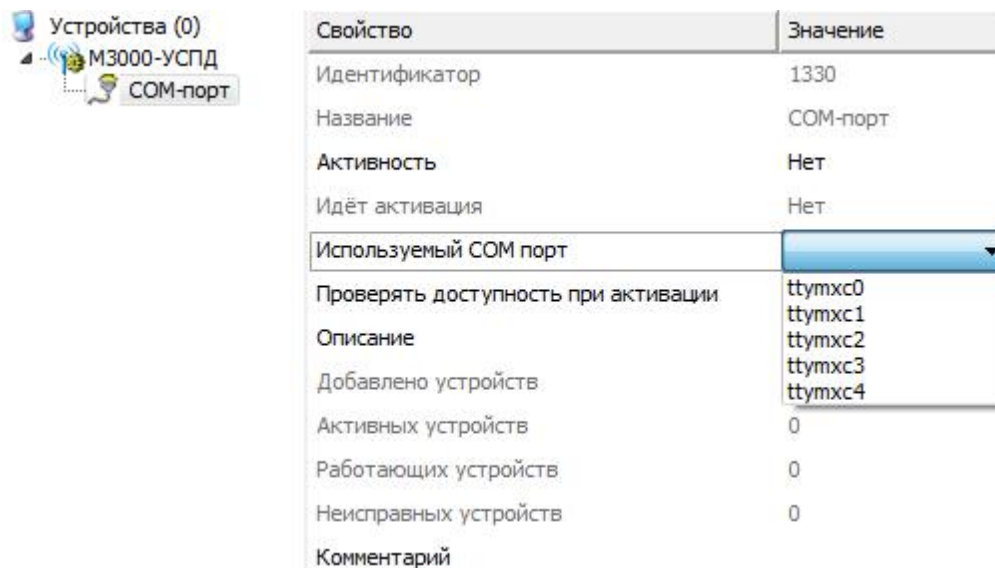 Устройства (0)
М3000-УСПД
COM-порт
Свойство Значение
Идентификатор 1330
Название COM-порт
Активность Нет
Идёт активация Нет
Используемый COM порт
Проверять доступность при активации ttymxc0
ttymxc1
Описание ttymxc2
ttymxc3
Добавлено устройств ttymxc4
Активных устройств 0
Работающих устройств 0
Неисправных устройств 0
Комментарий